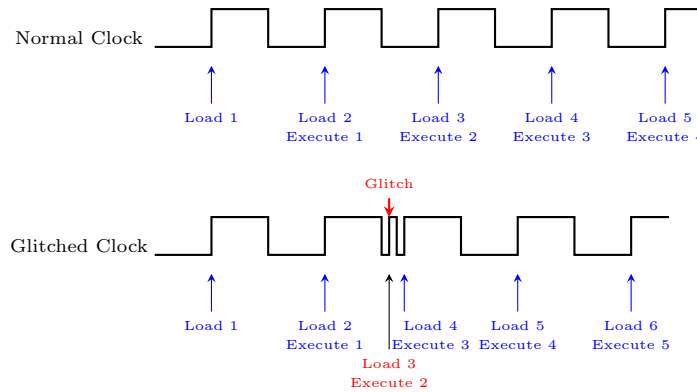 Normal Clock
Load 1
Load 2
Execute 1
Load 3
Execute 2
Load 4
Execute 3
Load 5
Execute 4
Glitch
Glitched Clock
Load 1
Load 2
Execute 1
Load 3
Execute 2
Load 4
Execute 3
Load 5
Execute 4
Load 6
Execute 5